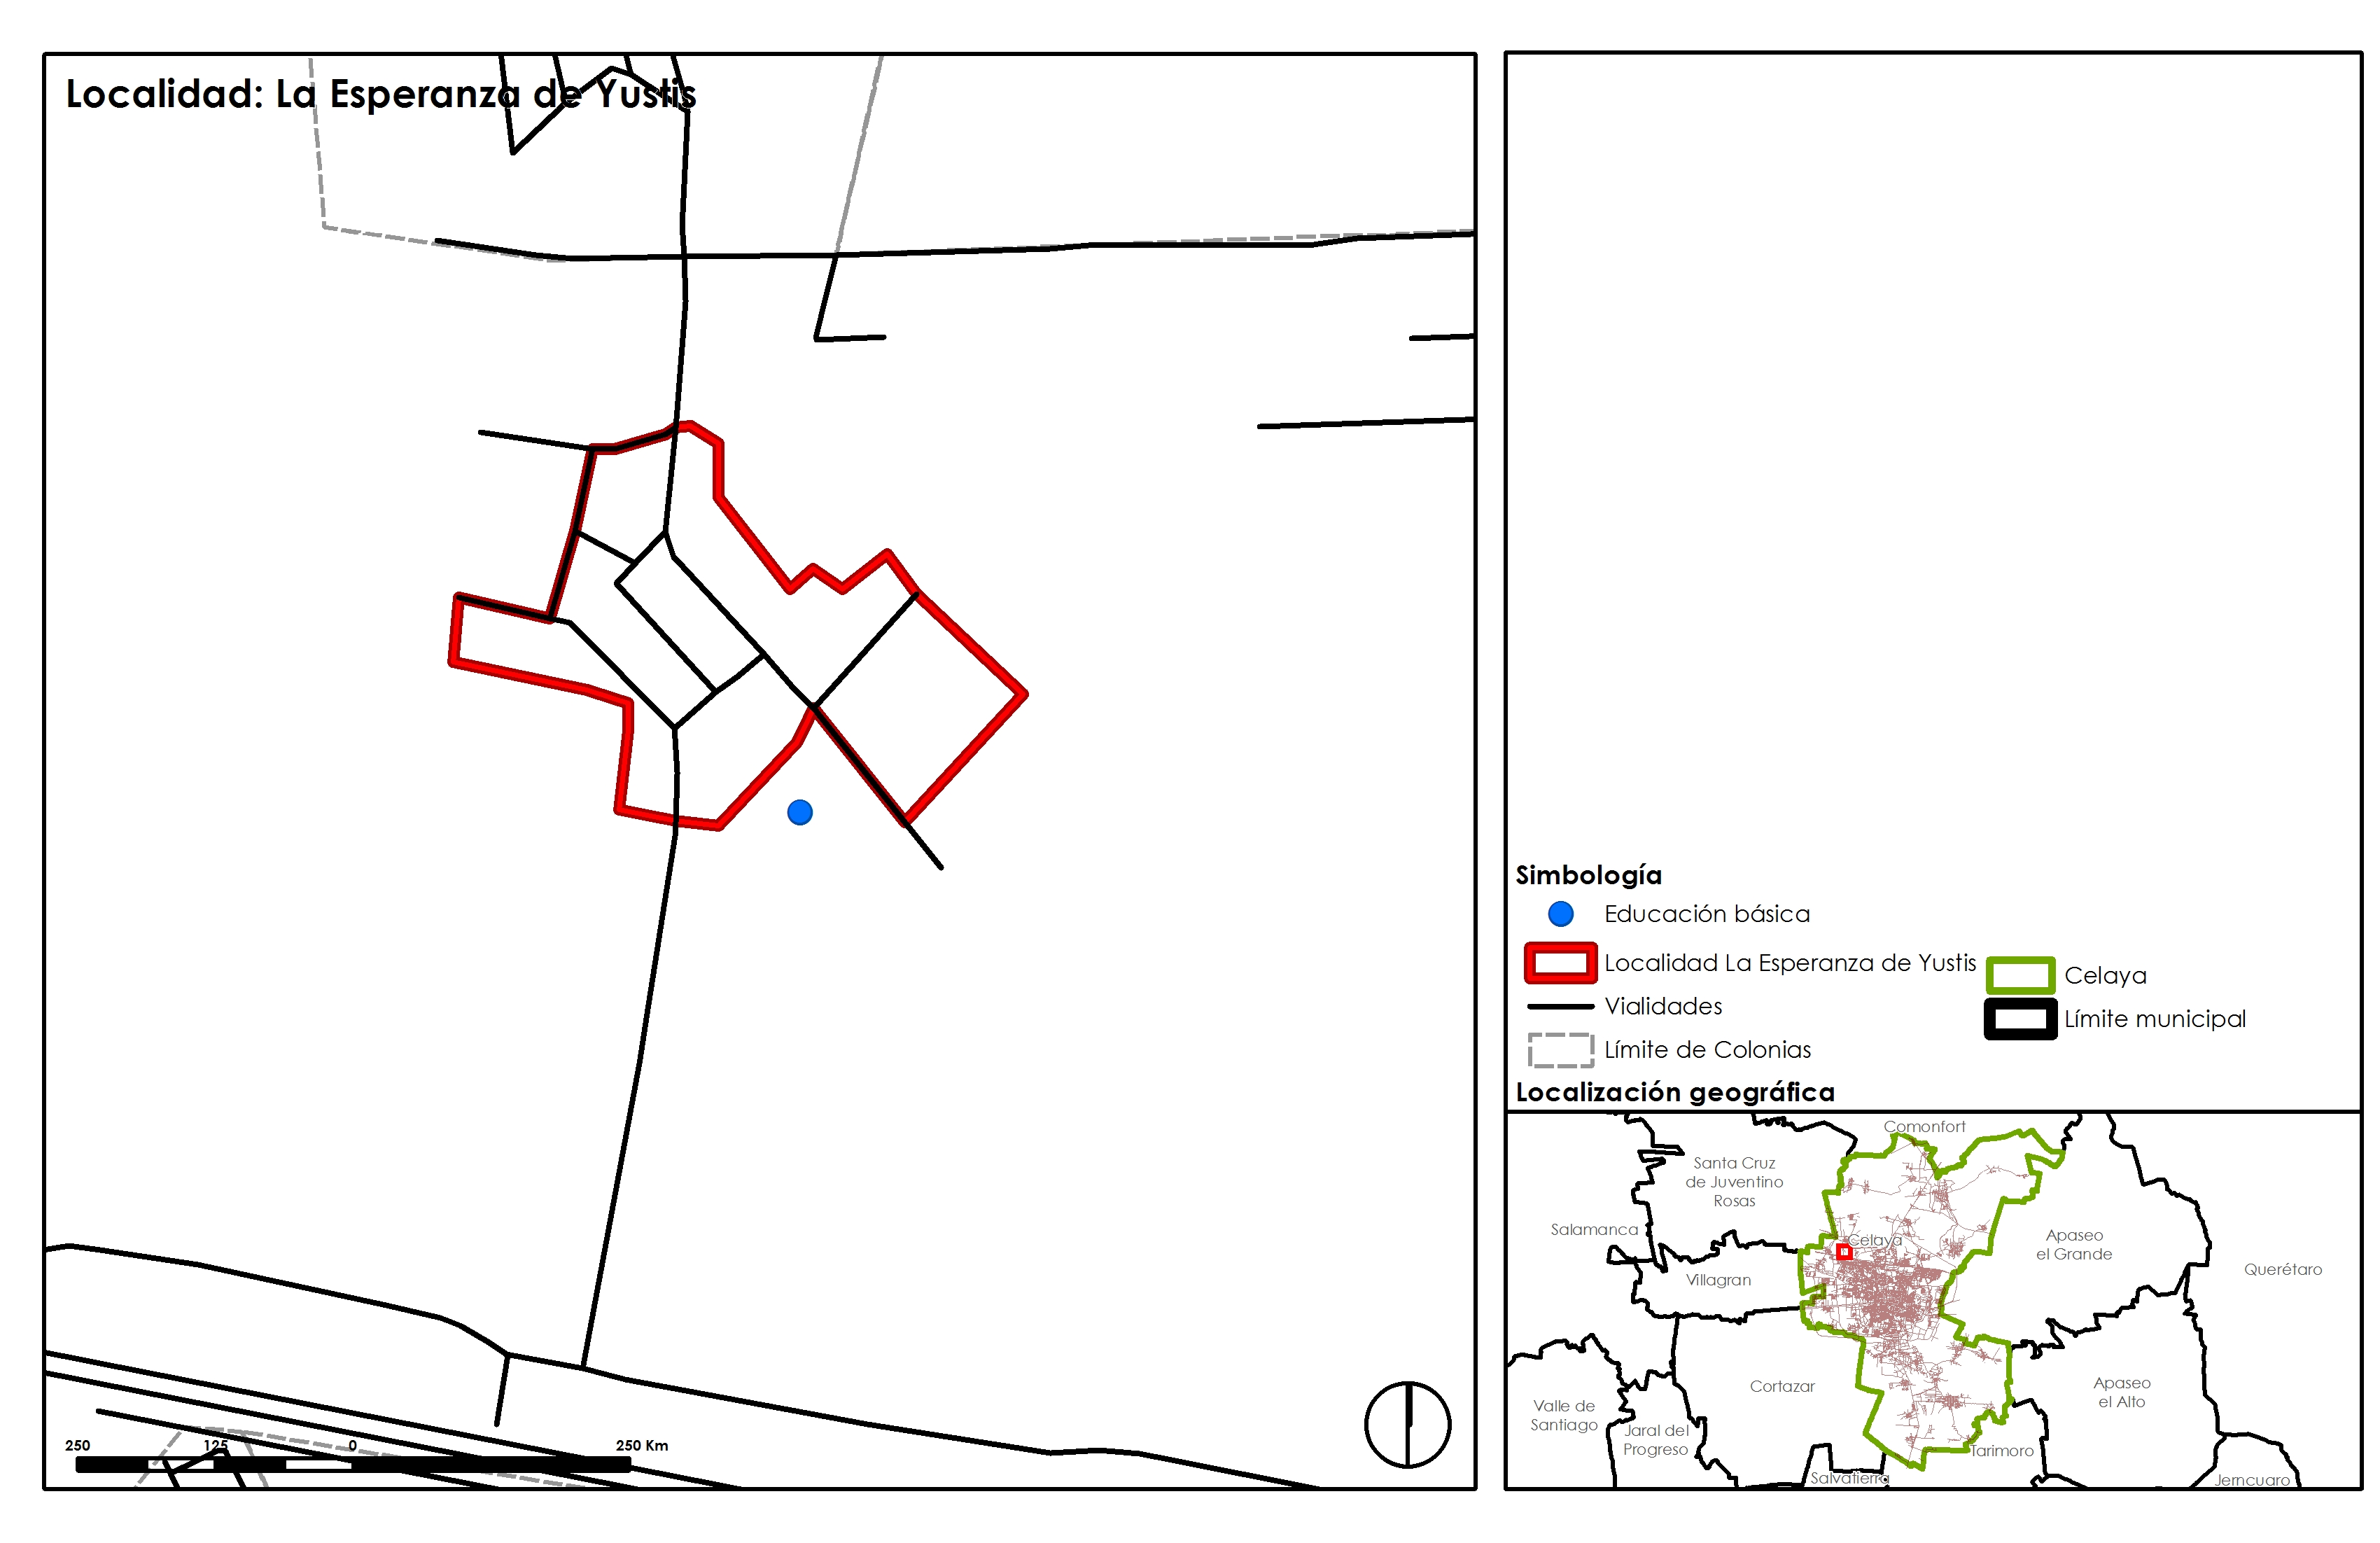 Localidad: La Esperanza de Yustis
250 125 0 250 Km
Simbología
Educación básica
Localidad La Esperanza de Yustis
Vialidades
Límite de Colonias
Celaya
Límite municipal
Localización geográfica
Comonfort
Santa Cruz
de Juventino
Rosas
Salamanca
Celaya
Apaseo
el Grande
Villagran
Querétaro
Cortazar
Apaseo
el Alto
Valle de
Santiago
Jaral del
Progreso
Tarimoro
Salvatierra
Jerncuaro